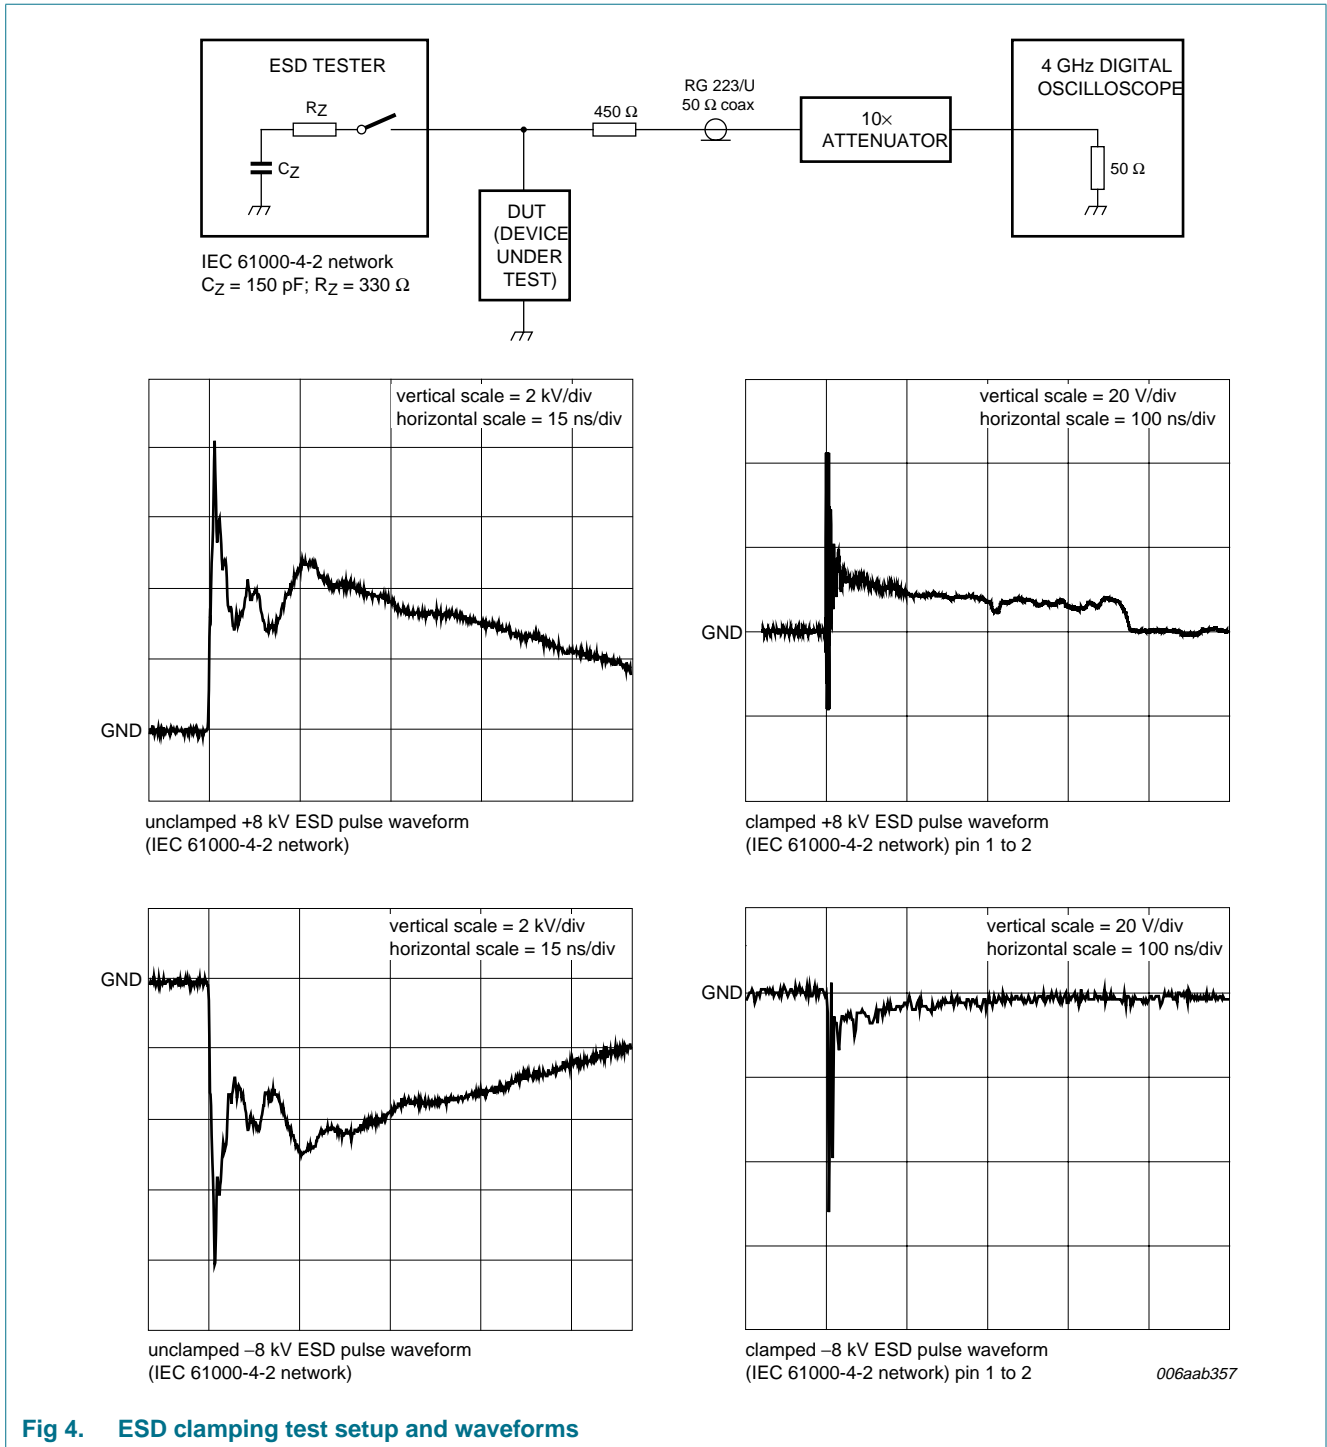 ESD TESTER
RZ
CZ
IEC 61000-4-2 network
CZ = 150 pF; RZ = 330 Ω
450 Ω
RG 223/U
50 Ω coax
10×
ATTENUATOR
4 GHz DIGITAL
OSCILLOSCOPE
50 Ω
DUT
(DEVICE
UNDER
TEST)
vertical scale = 2 kV/div
horizontal scale = 15 ns/div
GND
unclamped +8 kV ESD pulse waveform
(IEC 61000-4-2 network)
vertical scale = 20 V/div
horizontal scale = 100 ns/div
GND
clamped +8 kV ESD pulse waveform
(IEC 61000-4-2 network) pin 1 to 2
vertical scale = 2 kV/div
horizontal scale = 15 ns/div
GND
unclamped −8 kV ESD pulse waveform
(IEC 61000-4-2 network)
vertical scale = 20 V/div
horizontal scale = 100 ns/div
GND
clamped −8 kV ESD pulse waveform
(IEC 61000-4-2 network) pin 1 to 2
006aab357
Fig 4. ESD clamping test setup and waveforms